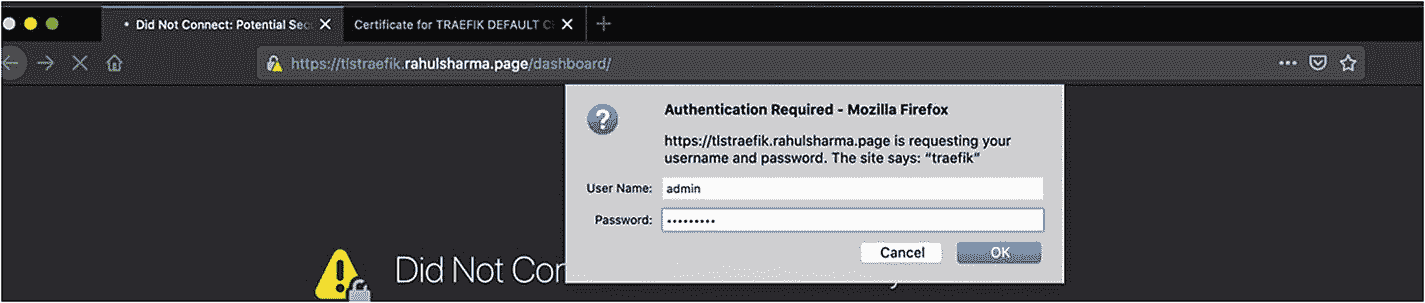 Did Not Connect: Potential Sec
Certificate for TRAEFIK DEFAULT C
https://tlstraefik.rahulsharma.page/dashboard/
Authentication Required - Mozilla Firefox
https://tlstraefik.rahulsharma.page is requesting your
username and password. The site says: “traefik”
User Name: admin
Password: •••••••••
Cancel OK
Did Not Con